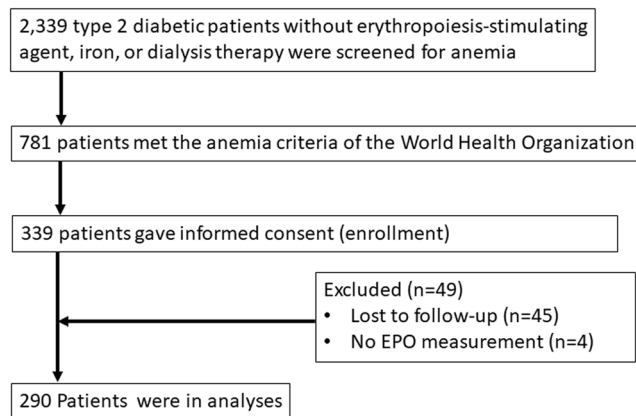 2,339 type 2 diabetic patients without erythropoiesis-stimulating
agent, iron, or dialysis therapy were screened for anemia
781 patients met the anemia criteria of the World Health Organization
339 patients gave informed consent (enrollment)
Excluded (n=49)
• Lost to follow-up (n=45)
• No EPO measurement (n=4)
290 Patients were in analyses